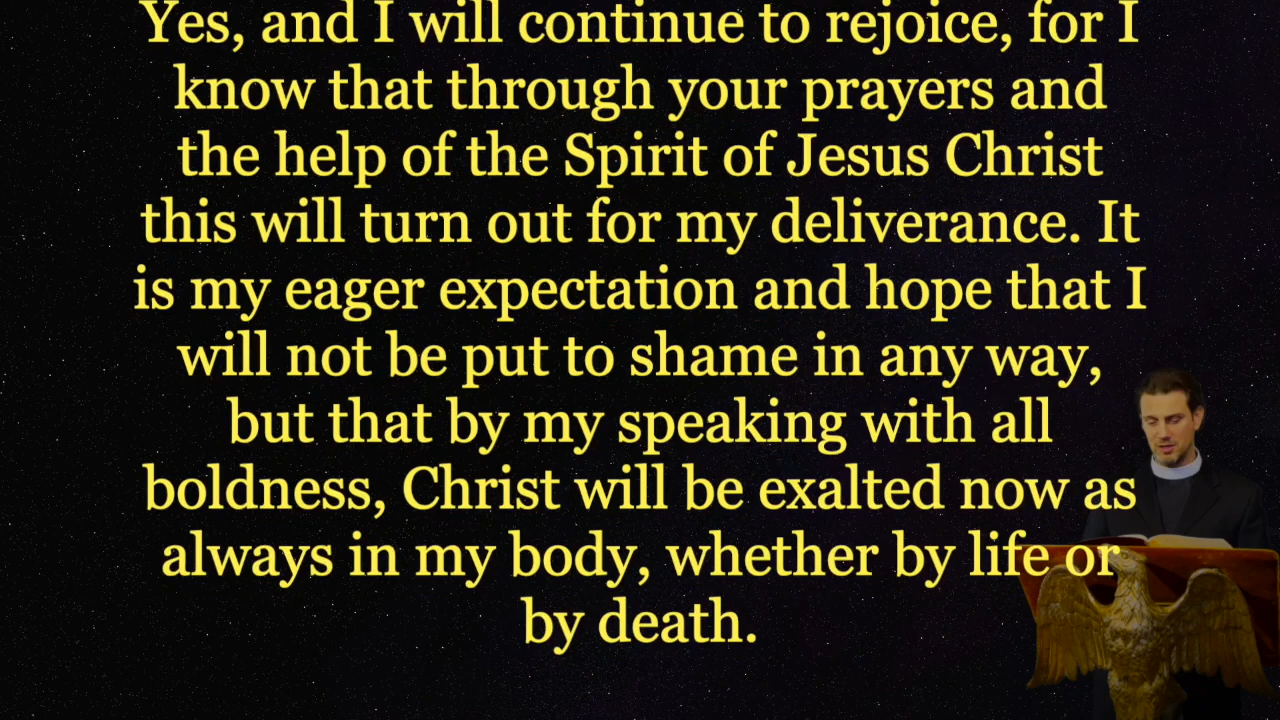 Yes, and I will continue to rejoice, for I
know that through your prayers and
the help of the Spirit of Jesus Christ
this will turn out for my deliverance. It
is my eager expectation and hope that I
will not be put to shame in any way,
but that by my speaking with all
boldness, Christ will be exalted now as
always in my body, whether by life or
by death.